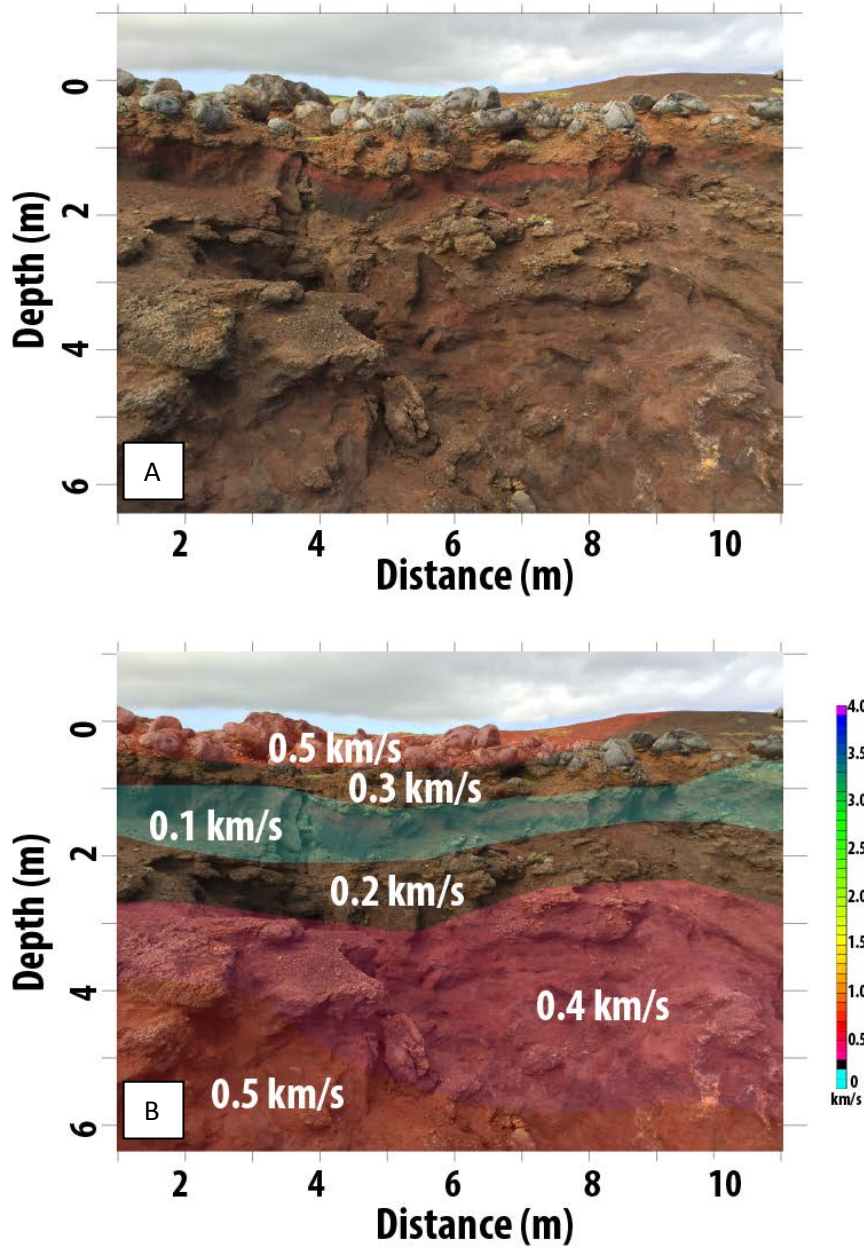 0
2
4
6
Depth (m)
A
2 4 6 8 10
Distance (m)
0
2
4
6
Depth (m)
0.5 km/s
0.3 km/s
0.1 km/s
0.2 km/s
0.4 km/s
0.5 km/s
B
2 4 6 8 10
Distance (m)
4.0
3.5
3.0
2.5
2.0
1.5
1.0
0.5
0
km/s